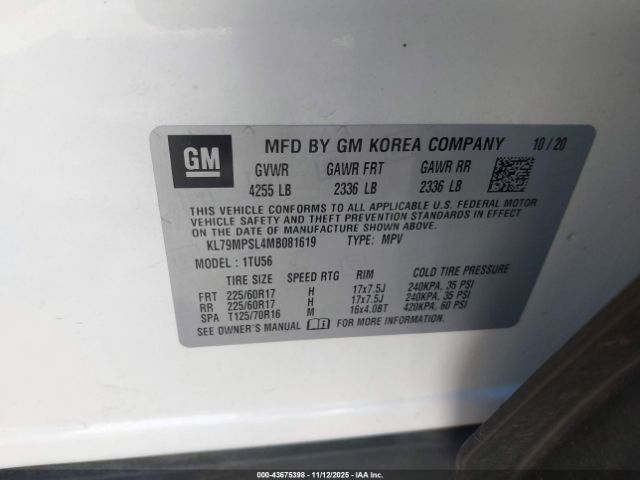 GM
MFD BY GM KOREA COMPANY 10/20
GVWR GAWR FRT GAWR RR
4255 LB 2336 LB 2336 LB
THIS VEHICLE CONFORMS TO ALL APPLICABLE U.S. FEDERAL MOTOR
VEHICLE SAFETY AND THEFT PREVENTION STANDARDS IN EFFECT
ON THE DATE OF MANUFACTURE SHOWN ABOVE.
KL79MPSL4MB081619 TYPE: MPV
MODEL : 1TU56
TIRE SIZE SPEED RTG RIM COLD TIRE PRESSURE
FRT 225/60R17 H 17x7.5J 240KPA, 35 PSI
RR 225/60R17 H 17x7.5J 240KPA, 35 PSI
SPA T125/70R16 M 16x4.0BT 420KPA, 60 PSI
SEE OWNER'S MANUAL FOR MORE INFORMATION.
© 43675398 - 11/12/2025 - IAA Inc.